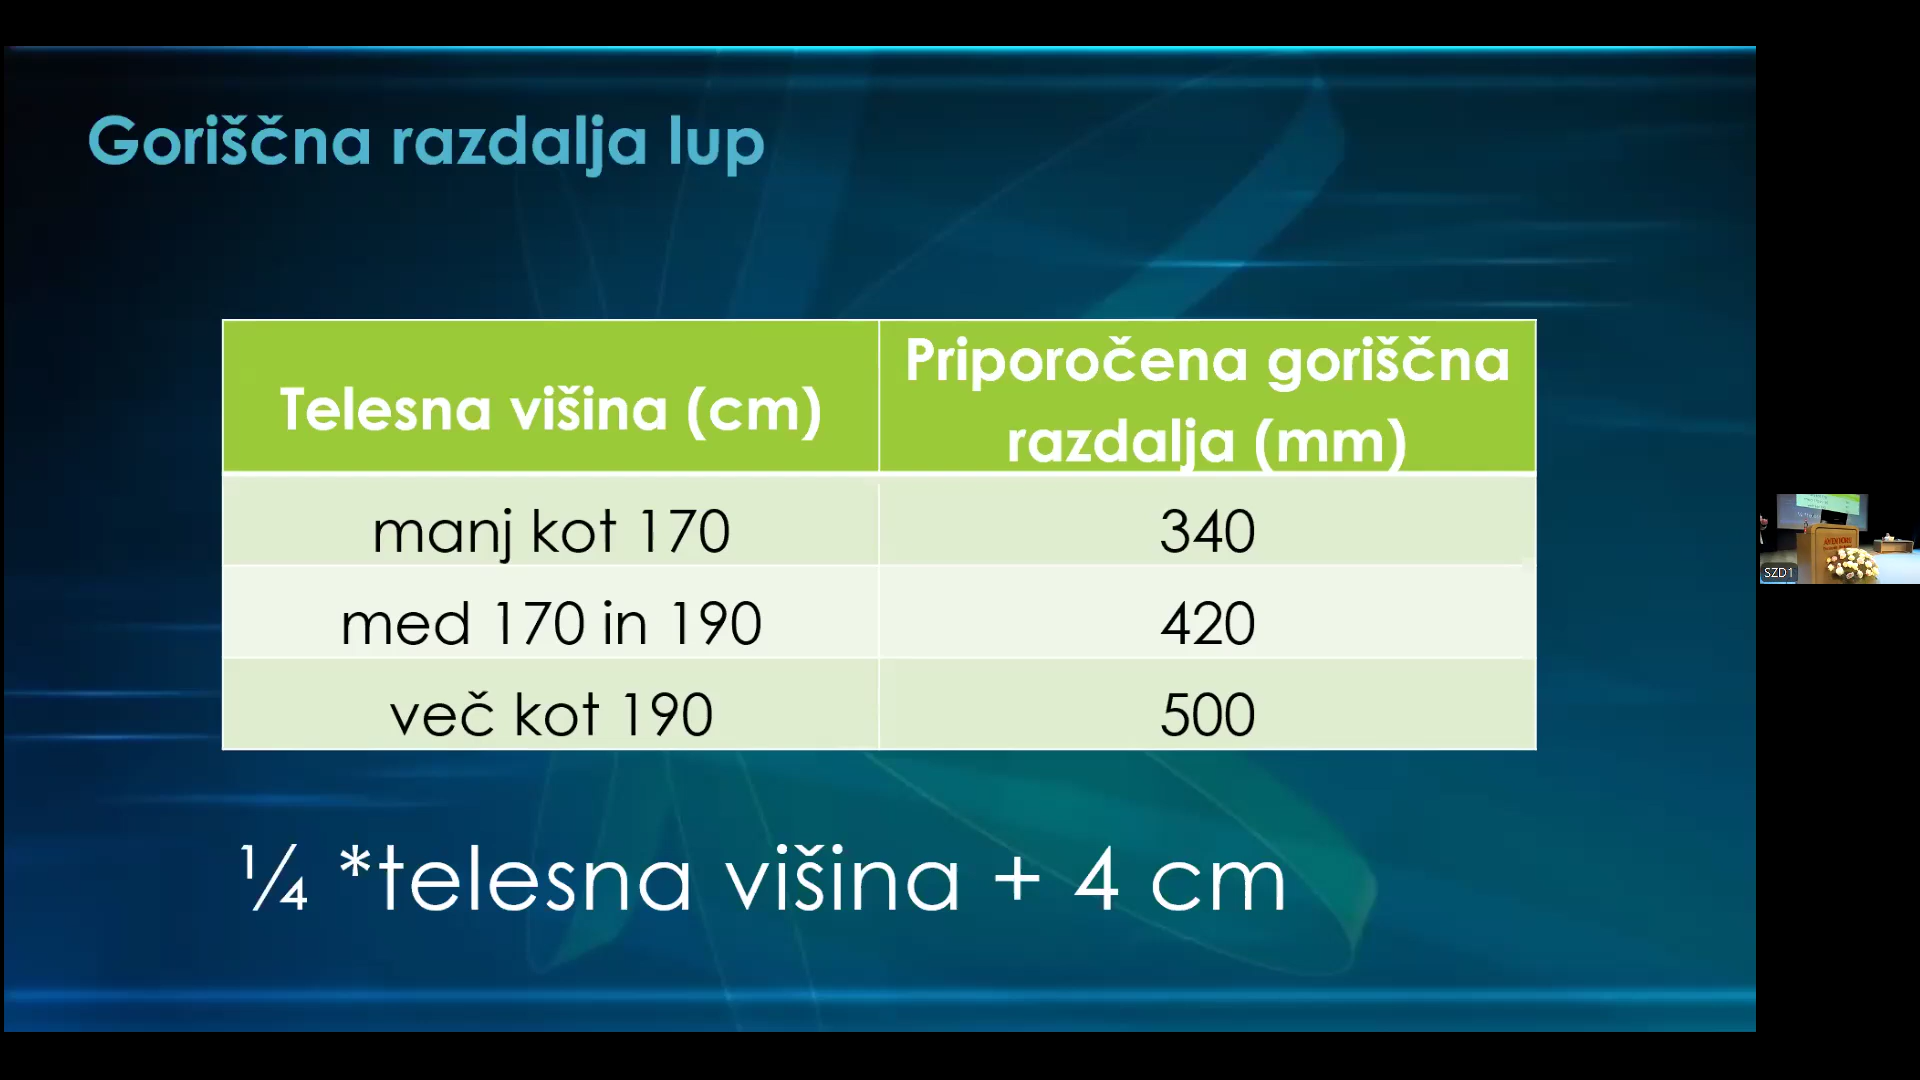 Goriščna razdalja lup
Telesna višina (cm)
Priporočena goriščna
razdalja (mm)
manj kot 170
340
med 170 in 190
420
več kot 190
500
¼ *telesna višina + 4 cm
SZD1